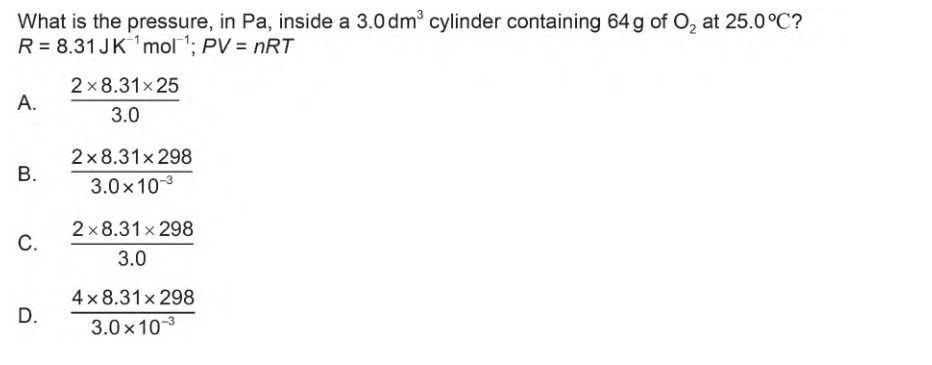 What is the pressure, in Pa, inside a 3.0 dm³ cylinder containing 64 g of O₂ at 25.0 °C?
R = 8.31 J K⁻¹ mol⁻¹; PV = nRT
A. 2 × 8.31 × 25
3.0
B. 2 × 8.31 × 298
3.0 × 10⁻³
C. 2 × 8.31 × 298
3.0
D. 4 × 8.31 × 298
3.0 × 10⁻³